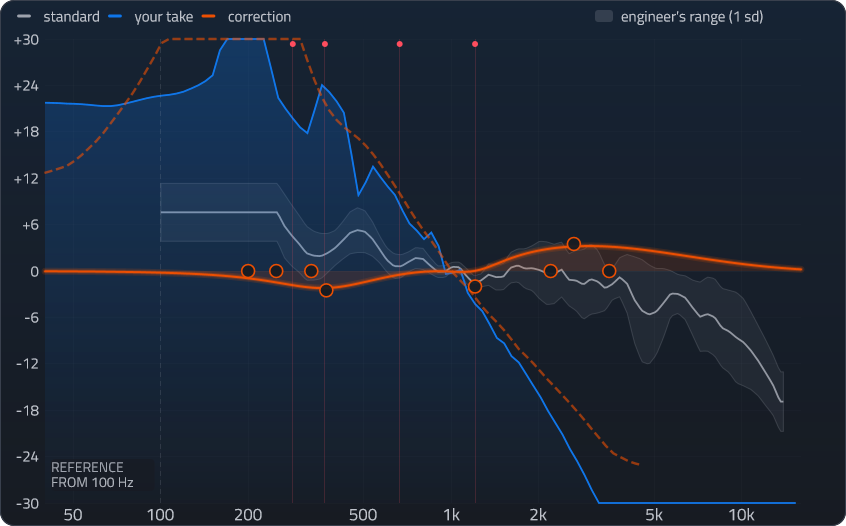 standard your take correction engineer's range (1 sd)
+30
+24
+18
+12
+6
0
-6
-12
-18
-24
-30
REFERENCE
FROM 100 Hz
50 100 200 500 1k 2k 5k 10k